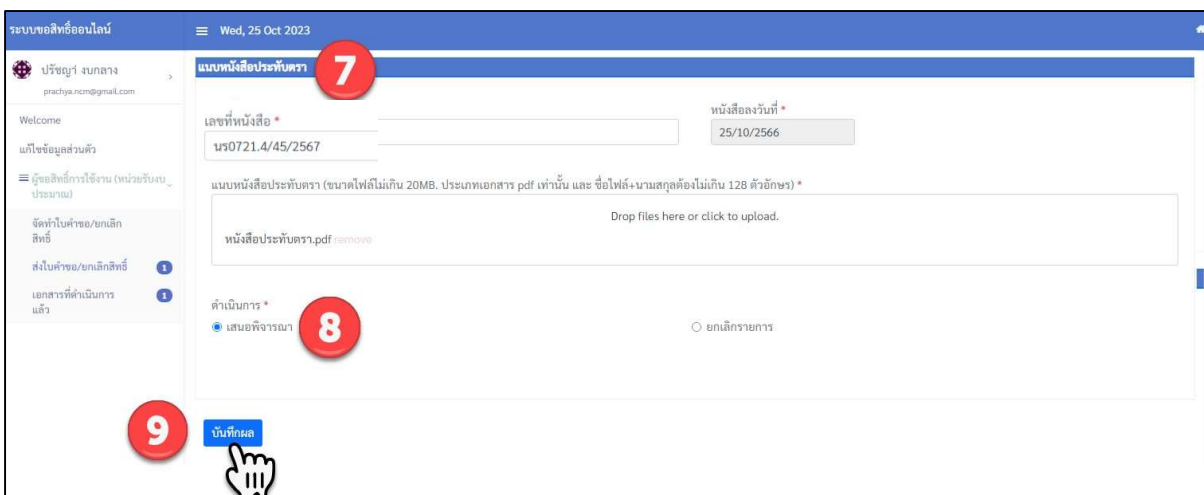 ระบบขอสิทธิ์ออนไลน์
Wed, 25 Oct 2023
ปรัชญา งบกลาง
prachya.ncm@gmail.com
Welcome
แก้ไขข้อมูลส่วนตัว
ผู้ขอสิทธิ์การใช้งาน (หน่วยรับงบ
ประมาณ)
จัดทำใบคำขอ/ยกเลิก
สิทธิ์
ส่งใบคำขอ/ยกเลิกสิทธิ์ 1
เอกสารที่ดำเนินการ 1
แล้ว
แนบหนังสือประทับตรา 7
เลขที่หนังสือ *
นร0721.4/45/2567
หนังสือลงวันที่ *
25/10/2566
แนบหนังสือประทับตรา (ขนาดไฟล์ไม่เกิน 20MB. ประเภทเอกสาร pdf เท่านั้น และ ชื่อไฟล์+นามสกุลต้องไม่เกิน 128 ตัวอักษร) *
Drop files here or click to upload.
หนังสือประทับตรา.pdf remove
ดำเนินการ *
เสนอพิจารณา 8 ยกเลิกรายการ
9 บันทึกผล